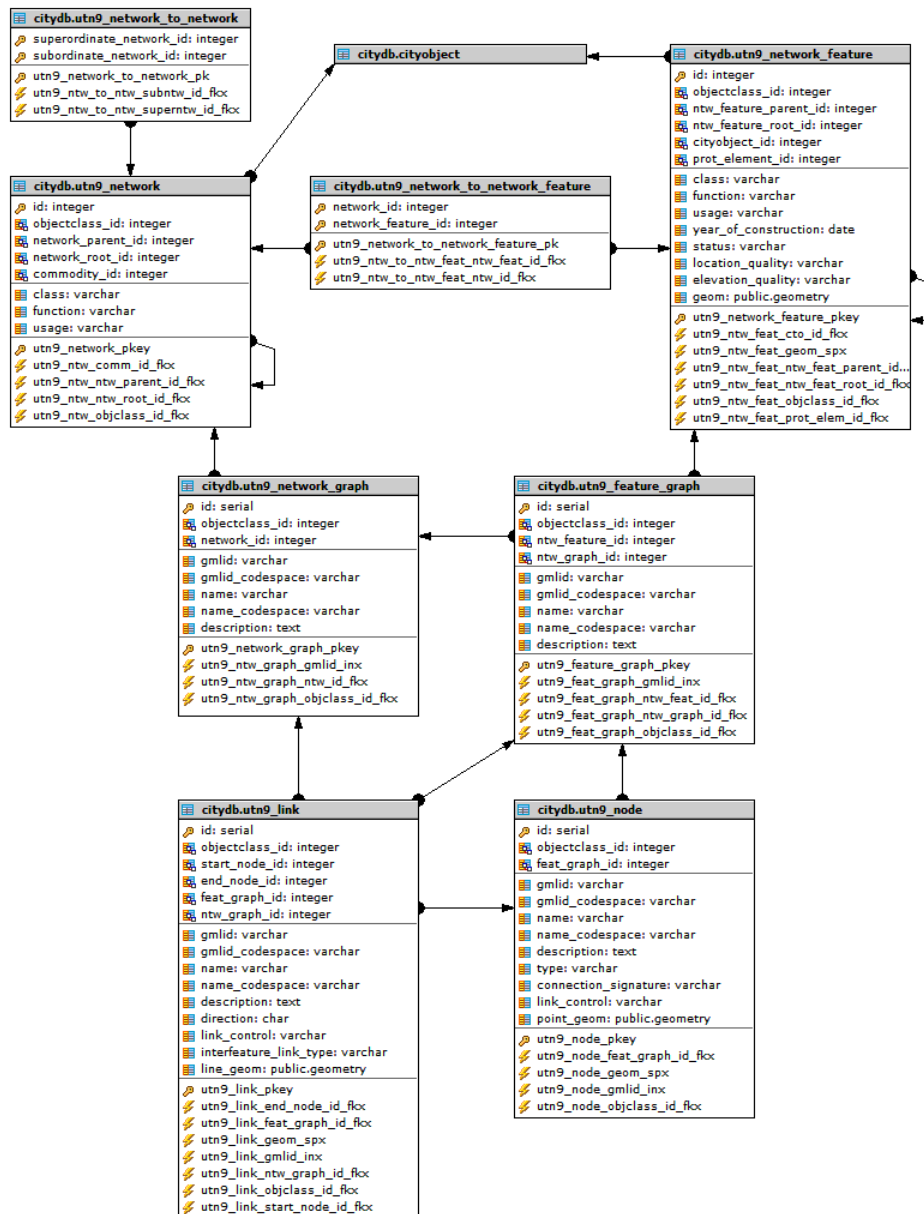 citydb.utn9_network_to_network
superordinate_network_id: integer
subordinate_network_id: integer
utn9_network_to_network_pk
utn9_ntw_to_ntw_subntw_id_fkx
utn9_ntw_to_ntw_superntw_id_fkx
citydb.cityobject
citydb.utn9_network_feature
id: integer
objectclass_id: integer
ntw_feature_parent_id: integer
ntw_feature_root_id: integer
cityobject_id: integer
prot_element_id: integer
class: varchar
function: varchar
usage: varchar
year_of_construction: date
status: varchar
location_quality: varchar
elevation_quality: varchar
geom: public.geometry
utn9_network_feature_pkey
utn9_ntw_feat_cto_id_fkx
utn9_ntw_feat_geom_spx
utn9_ntw_feat_ntw_feat_parent_id...
utn9_ntw_feat_ntw_feat_root_id_fkx
utn9_ntw_feat_objclass_id_fkx
utn9_ntw_feat_prot_elem_id_fkx
citydb.utn9_network
id: integer
objectclass_id: integer
network_parent_id: integer
network_root_id: integer
commodity_id: integer
class: varchar
function: varchar
usage: varchar
utn9_network_pkey
utn9_ntw_comm_id_fkx
utn9_ntw_ntw_parent_id_fkx
utn9_ntw_ntw_root_id_fkx
utn9_ntw_objclass_id_fkx
citydb.utn9_network_to_network_feature
network_id: integer
network_feature_id: integer
utn9_network_to_network_feature_pk
utn9_ntw_to_ntw_feat_ntw_feat_id_fkx
utn9_ntw_to_ntw_feat_ntw_id_fkx
citydb.utn9_network_graph
id: serial
objectclass_id: integer
network_id: integer
gmlid: varchar
gmlid_codespace: varchar
name: varchar
name_codespace: varchar
description: text
utn9_network_graph_pkey
utn9_ntw_graph_gmlid_inx
utn9_ntw_graph_ntw_id_fkx
utn9_ntw_graph_objclass_id_fkx
citydb.utn9_feature_graph
id: serial
objectclass_id: integer
ntw_feature_id: integer
ntw_graph_id: integer
gmlid: varchar
gmlid_codespace: varchar
name: varchar
name_codespace: varchar
description: text
utn9_feature_graph_pkey
utn9_feat_graph_gmlid_inx
utn9_feat_graph_ntw_feat_id_fkx
utn9_feat_graph_ntw_graph_id_fkx
utn9_feat_graph_objclass_id_fkx
citydb.utn9_link
id: serial
objectclass_id: integer
start_node_id: integer
end_node_id: integer
feat_graph_id: integer
ntw_graph_id: integer
gmlid: varchar
gmlid_codespace: varchar
name: varchar
name_codespace: varchar
description: text
direction: char
link_control: varchar
interfeature_link_type: varchar
line_geom: public.geometry
utn9_link_pkey
utn9_link_end_node_id_fkx
utn9_link_feat_graph_id_fkx
utn9_link_geom_spx
utn9_link_gmlid_inx
utn9_link_ntw_graph_id_fkx
utn9_link_objclass_id_fkx
utn9_link_start_node_id_fkx
citydb.utn9_node
id: serial
objectclass_id: integer
feat_graph_id: integer
gmlid: varchar
gmlid_codespace: varchar
name: varchar
name_codespace: varchar
description: text
type: varchar
connection_signature: varchar
link_control: varchar
point_geom: public.geometry
utn9_node_pkey
utn9_node_feat_graph_id_fkx
utn9_node_geom_spx
utn9_node_gmlid_inx
utn9_node_objclass_id_fkx